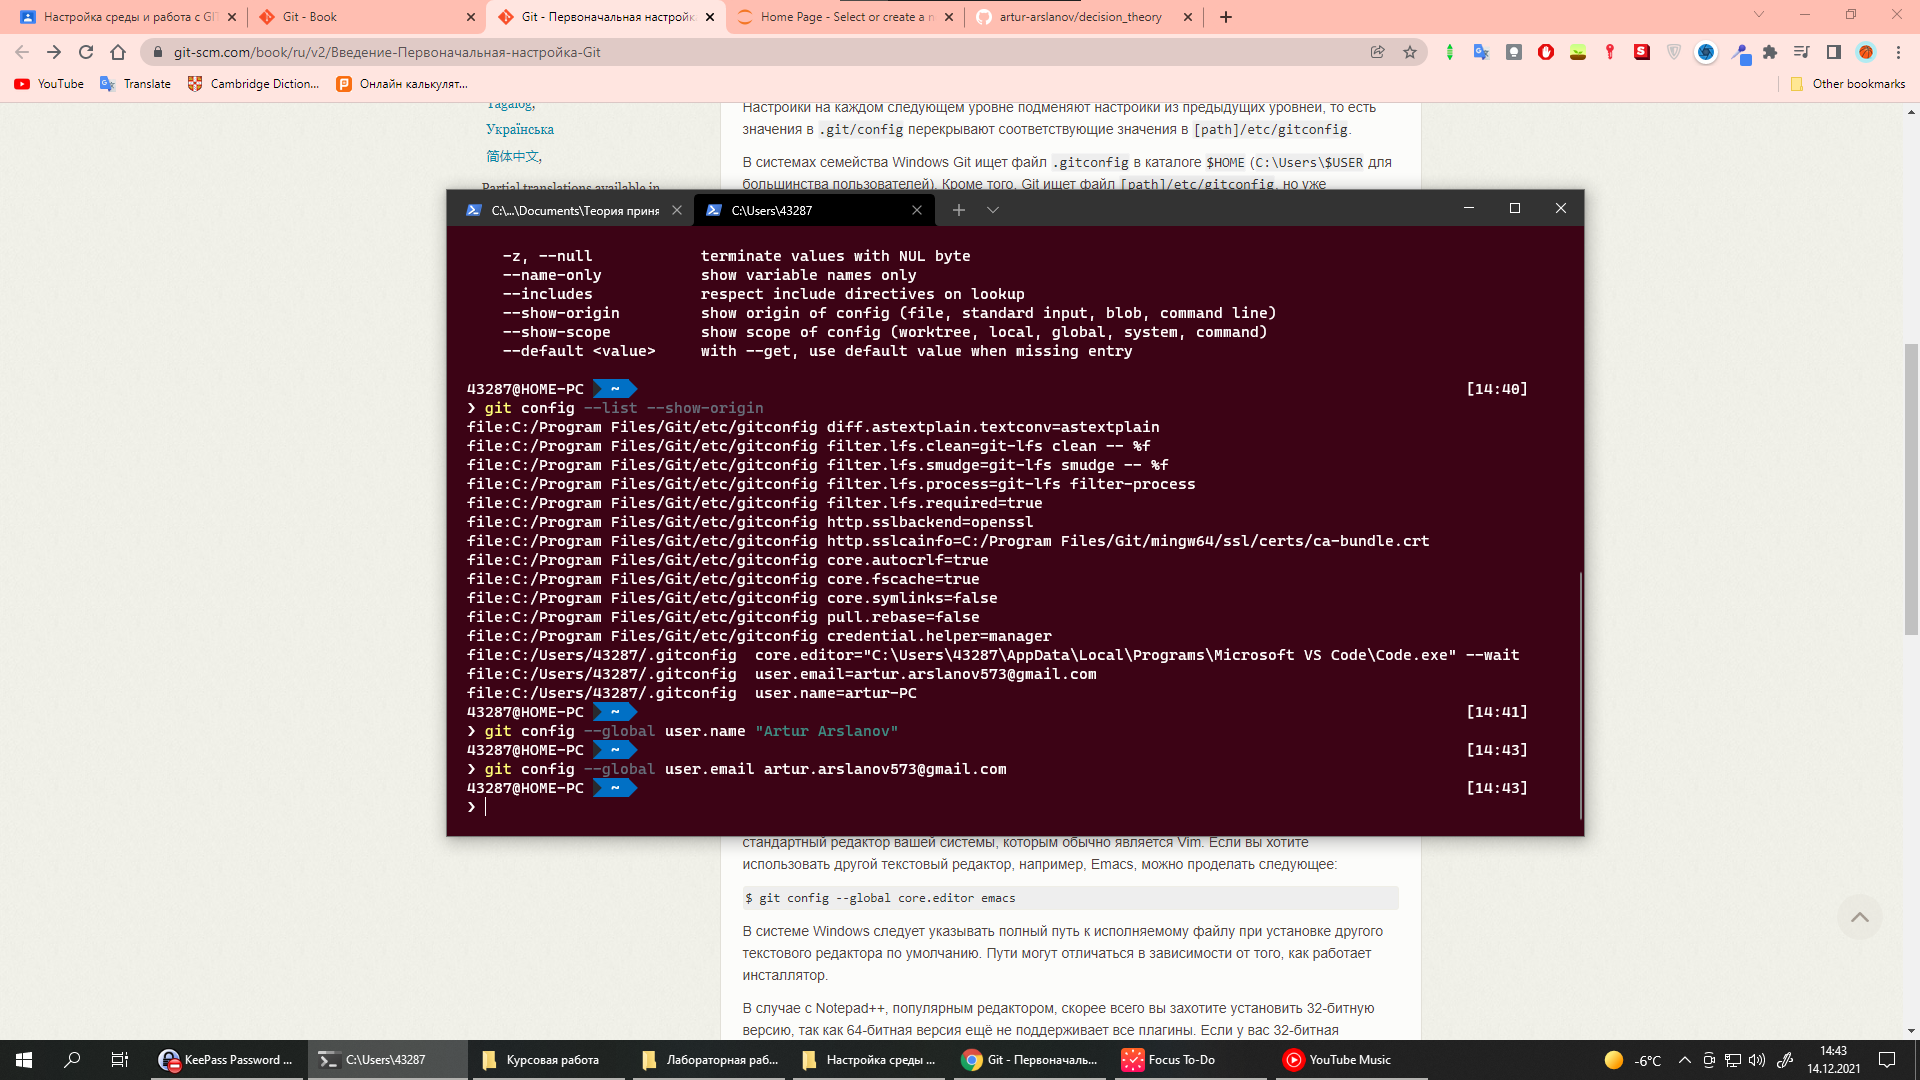 Настройка среды и работа с GI
Git - Book
Git - Первоначальная настройк
Home Page - Select or create a n
artur-arslanov/decision_theory
git-scm.com/book/ru/v2/Введение-Первоначальная-настройка-Git
YouTube
Translate
Cambridge Diction...
Онлайн калькулят...
Other bookmarks
Tagalog,
Українська
简体中文,
Partial translations available in
Настройки на каждом следующем уровне подменяют настройки из предыдущих уровней, то есть
значения в .git/config перекрывают соответствующие значения в [path]/etc/gitconfig.
В системах семейства Windows Git ищет файл .gitconfig в каталоге $HOME (C:\Users\$USER для
большинства пользователей). Кроме того, Git ищет файл [path]/etc/gitconfig, но уже
C:\...\Documents\Теория приня
C:\Users\43287
-z, --null terminate values with NUL byte
--name-only show variable names only
--includes respect include directives on lookup
--show-origin show origin of config (file, standard input, blob, command line)
--show-scope show scope of config (worktree, local, global, system, command)
--default <value> with --get, use default value when missing entry
43287@HOME-PC ~ [14:40]
❯ git config --list --show-origin
file:C:/Program Files/Git/etc/gitconfig diff.astextplain.textconv=astextplain
file:C:/Program Files/Git/etc/gitconfig filter.lfs.clean=git-lfs clean -- %f
file:C:/Program Files/Git/etc/gitconfig filter.lfs.smudge=git-lfs smudge -- %f
file:C:/Program Files/Git/etc/gitconfig filter.lfs.process=git-lfs filter-process
file:C:/Program Files/Git/etc/gitconfig filter.lfs.required=true
file:C:/Program Files/Git/etc/gitconfig http.sslbackend=openssl
file:C:/Program Files/Git/etc/gitconfig http.sslcainfo=C:/Program Files/Git/mingw64/ssl/certs/ca-bundle.crt
file:C:/Program Files/Git/etc/gitconfig core.autocrlf=true
file:C:/Program Files/Git/etc/gitconfig core.fscache=true
file:C:/Program Files/Git/etc/gitconfig core.symlinks=false
file:C:/Program Files/Git/etc/gitconfig pull.rebase=false
file:C:/Program Files/Git/etc/gitconfig credential.helper=manager
file:C:/Users/43287/.gitconfig core.editor="C:\Users\43287\AppData\Local\Programs\Microsoft VS Code\Code.exe" --wait
file:C:/Users/43287/.gitconfig user.email=artur.arslanov573@gmail.com
file:C:/Users/43287/.gitconfig user.name=artur-PC
43287@HOME-PC ~ [14:41]
❯ git config --global user.name "Artur Arslanov"
43287@HOME-PC ~ [14:43]
❯ git config --global user.email artur.arslanov573@gmail.com
43287@HOME-PC ~ [14:43]
❯
стандартный редактор вашей системы, которым обычно является Vim. Если вы хотите
использовать другой текстовый редактор, например, Emacs, можно проделать следующее:
$ git config --global core.editor emacs
В системе Windows следует указывать полный путь к исполняемому файлу при установке другого
текстового редактора по умолчанию. Пути могут отличаться в зависимости от того, как работает
инсталлятор.
В случае с Notepad++, популярным редактором, скорее всего вы захотите установить 32-битную
версию, так как 64-битная версия ещё не поддерживает все плагины. Если у вас 32-битная
KeePass Password ...
C:\Users\43287
Курсовая работа
Лабораторная раб...
Настройка среды ...
Git - Первоначаль...
Focus To-Do
YouTube Music
-6°C
14:43
14.12.2021